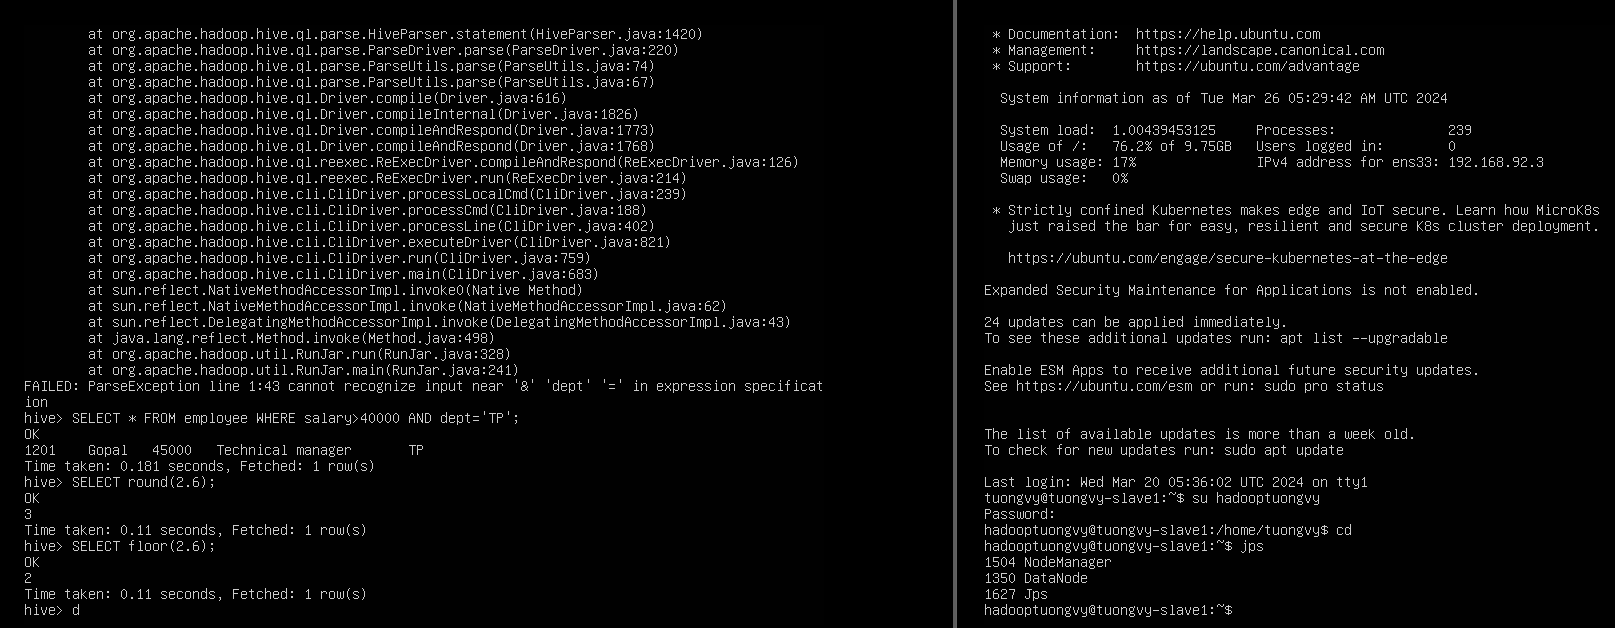 at org.apache.hadoop.hive.ql.parse.HiveParser.statement(HiveParser.java:1420)
at org.apache.hadoop.hive.ql.parse.ParseDriver.parse(ParseDriver.java:220)
at org.apache.hadoop.hive.ql.parse.ParseUtils.parse(ParseUtils.java:74)
at org.apache.hadoop.hive.ql.parse.ParseUtils.parse(ParseUtils.java:67)
at org.apache.hadoop.hive.ql.Driver.compile(Driver.java:616)
at org.apache.hadoop.hive.ql.Driver.compileInternal(Driver.java:1826)
at org.apache.hadoop.hive.ql.Driver.compileAndRespond(Driver.java:1773)
at org.apache.hadoop.hive.ql.Driver.compileAndRespond(Driver.java:1768)
at org.apache.hadoop.hive.ql.reexec.ReExecDriver.compileAndRespond(ReExecDriver.java:126)
at org.apache.hadoop.hive.ql.reexec.ReExecDriver.run(ReExecDriver.java:214)
at org.apache.hadoop.hive.cli.CliDriver.processLocalCmd(CliDriver.java:239)
at org.apache.hadoop.hive.cli.CliDriver.processCmd(CliDriver.java:188)
at org.apache.hadoop.hive.cli.CliDriver.processLine(CliDriver.java:402)
at org.apache.hadoop.hive.cli.CliDriver.executeDriver(CliDriver.java:821)
at org.apache.hadoop.hive.cli.CliDriver.run(CliDriver.java:759)
at org.apache.hadoop.hive.cli.CliDriver.main(CliDriver.java:683)
at sun.reflect.NativeMethodAccessorImpl.invoke0(Native Method)
at sun.reflect.NativeMethodAccessorImpl.invoke(NativeMethodAccessorImpl.java:62)
at sun.reflect.DelegatingMethodAccessorImpl.invoke(DelegatingMethodAccessorImpl.java:43)
at java.lang.reflect.Method.invoke(Method.java:498)
at org.apache.hadoop.util.RunJar.run(RunJar.java:328)
at org.apache.hadoop.util.RunJar.main(RunJar.java:241)
FAILED: ParseException line 1:43 cannot recognize input near '&' 'dept' '=' in expression specificat
ion
hive> SELECT * FROM employee WHERE salary>40000 AND dept='TP';
OK
1201 Gopal 45000 Technical manager TP
Time taken: 0.181 seconds, Fetched: 1 row(s)
hive> SELECT round(2.6);
OK
3
Time taken: 0.11 seconds, Fetched: 1 row(s)
hive> SELECT floor(2.6);
OK
2
Time taken: 0.11 seconds, Fetched: 1 row(s)
hive> d
* Documentation: https://help.ubuntu.com
* Management: https://landscape.canonical.com
* Support: https://ubuntu.com/advantage
System information as of Tue Mar 26 05:29:42 AM UTC 2024
System load: 1.00439453125 Processes: 239
Usage of /: 76.2% of 9.75GB Users logged in: 0
Memory usage: 17% IPv4 address for ens33: 192.168.92.3
Swap usage: 0%
* Strictly confined Kubernetes makes edge and IoT secure. Learn how MicroK8s
just raised the bar for easy, resilient and secure K8s cluster deployment.
https://ubuntu.com/engage/secure-kubernetes-at-the-edge
Expanded Security Maintenance for Applications is not enabled.
24 updates can be applied immediately.
To see these additional updates run: apt list --upgradable
Enable ESM Apps to receive additional future security updates.
See https://ubuntu.com/esm or run: sudo pro status
The list of available updates is more than a week old.
To check for new updates run: sudo apt update
Last login: Wed Mar 20 05:36:02 UTC 2024 on tty1
tuongvy@tuongvy-slave1:~$ su hadooptuongvy
Password:
hadooptuongvy@tuongvy-slave1:/home/tuongvy$ cd
hadooptuongvy@tuongvy-slave1:~$ jps
1504 NodeManager
1350 DataNode
1627 Jps
hadooptuongvy@tuongvy-slave1:~$